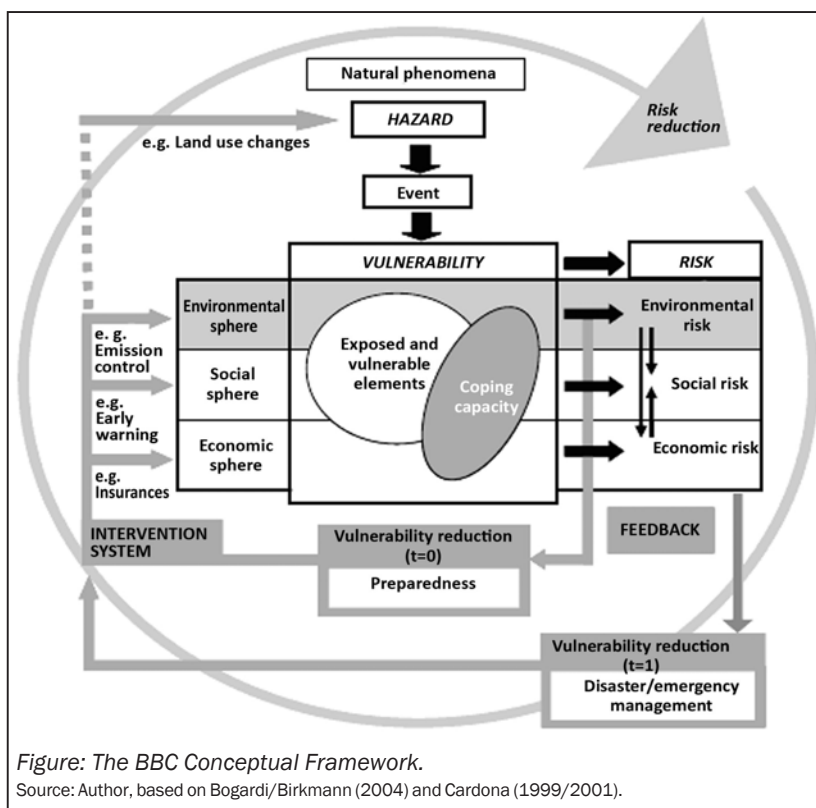 Natural phenomena
Risk
reduction
HAZARD
e.g. Land use changes
Event
VULNERABILITY
RISK
Environmental
sphere
Environmental
risk
e. g.
Emission
control
Exposed and
vulnerable
elements
Social
sphere
Coping
capacity
Social risk
e.g.
Early
warning
Economic
sphere
Economic risk
e.g.
Insurances
INTERVENTION
SYSTEM
Vulnerability reduction
(t=0)
Preparedness
FEEDBACK
Vulnerability reduction
(t=1)
Disaster/emergency
management
Figure: The BBC Conceptual Framework.
Source: Author, based on Bogardi/Birkmann (2004) and Cardona (1999/2001).